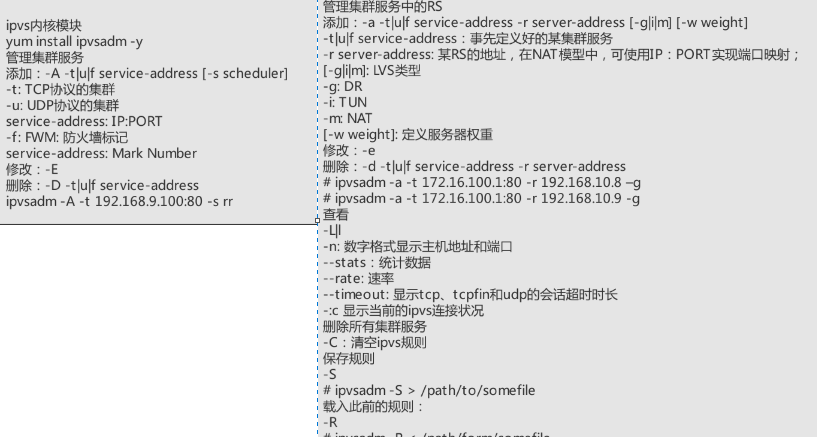 ipvs内核模块
yum install ipvsadm -y
管理集群服务
添加：-A -t|u|f service-address [-s scheduler]
-t: TCP协议的集群
-u: UDP协议的集群
service-address: IP:PORT
-f: FWM: 防火墙标记
service-address: Mark Number
修改：-E
删除：-D -t|u|f service-address
ipvsadm -A -t 192.168.9.100:80 -s rr
管理集群服务中的RS
添加：-a -t|u|f service-address -r server-address [-g|i|m] [-w weight]
-t|u|f service-address：事先定义好的某集群服务
-r server-address: 某RS的地址，在NAT模型中，可使用IP：PORT实现端口映射；
[-g|i|m]: LVS类型
-g: DR
-i: TUN
-m: NAT
[-w weight]: 定义服务器权重
修改：-e
删除：-d -t|u|f service-address -r server-address
# ipvsadm -a -t 172.16.100.1:80 -r 192.168.10.8 –g
# ipvsadm -a -t 172.16.100.1:80 -r 192.168.10.9 -g
查看
-L|l
-n: 数字格式显示主机地址和端口
--stats：统计数据
--rate: 速率
--timeout: 显示tcp、tcpfin和udp的会话超时时长
-:c 显示当前的ipvs连接状况
删除所有集群服务
-C：清空ipvs规则
保存规则
-S
# ipvsadm -S > /path/to/somefile
载入此前的规则：
-R
# ipvsadm -R < /path/form/somefile